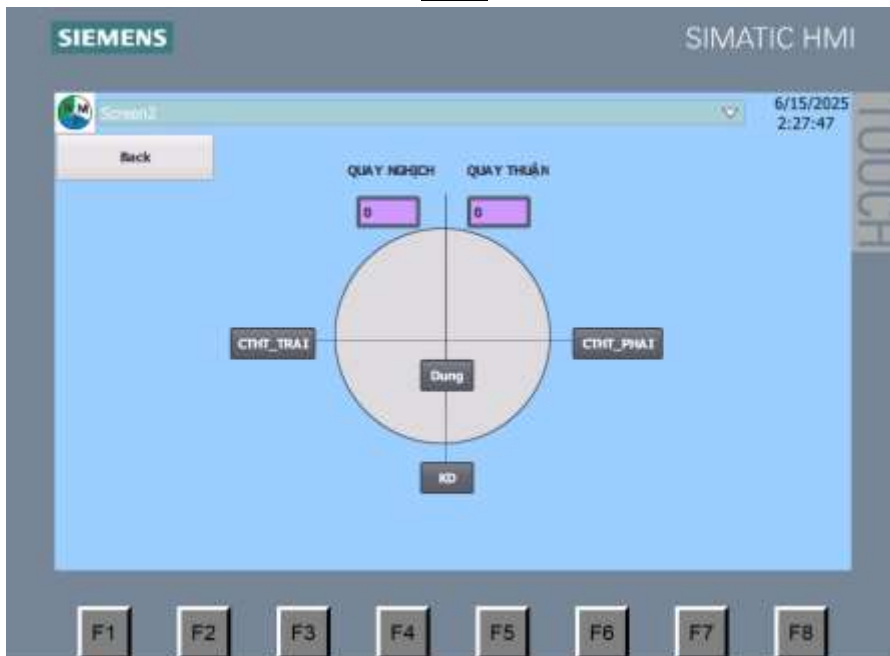 SIEMENS
SIMATIC HMI
Screen2
6/15/2025
2:27:47
TOUCH
Back
QUAY NGHỊCH
QUAY THUẬN
0
0
CTHT_TRAI
CTHT_PHAI
Dung
KD
F1
F2
F3
F4
F5
F6
F7
F8